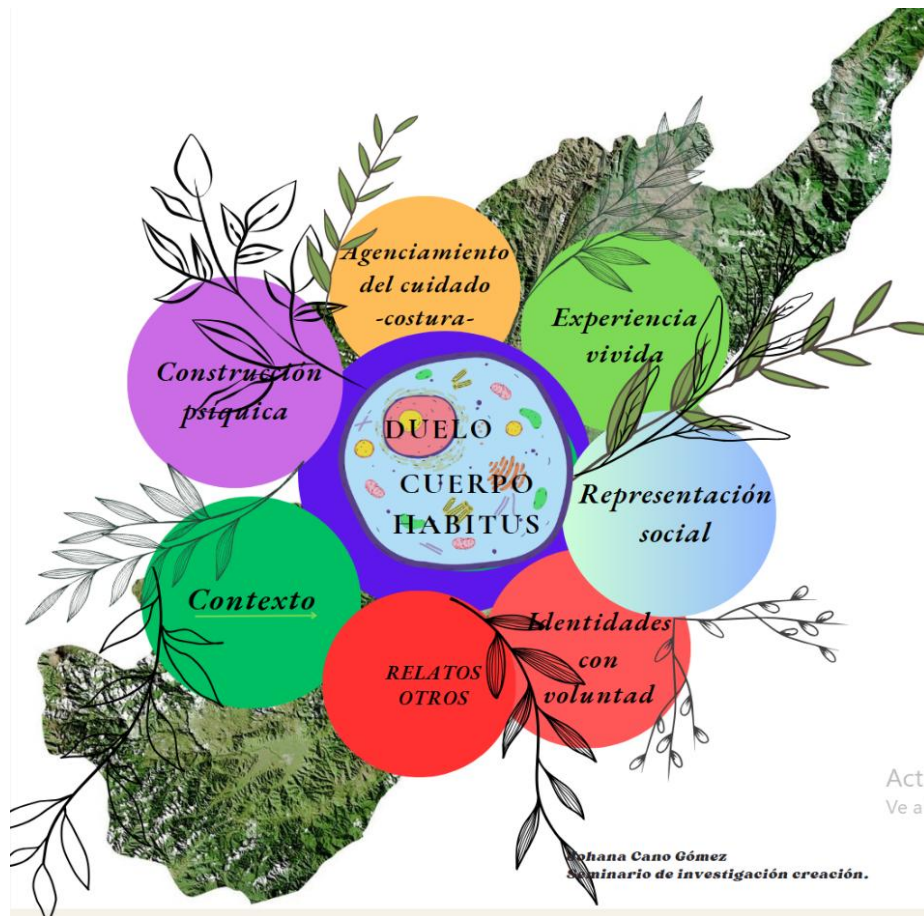 Agenciamiento
del cuidado
-costura-
Experiencia
vivida
Construcción
psíquica
DUELO
CUERPO
HABITUS
Representación
social
Contexto
Identidades
con
voluntad
RELATOS
OTROS
Act
Ve a
Johana Cano Gómez
Seminario de investigación creación.